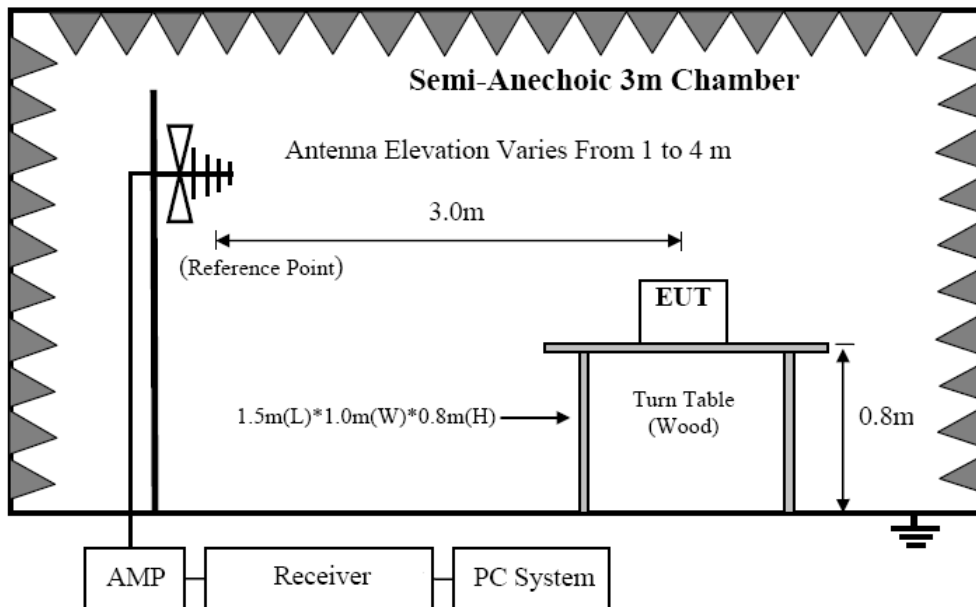 Semi-Anechoic 3m Chamber
Antenna Elevation Varies From 1 to 4 m
3.0m
(Reference Point)
EUT
1.5m(L)*1.0m(W)*0.8m(H)
Turn Table
(Wood)
0.8m
AMP
Receiver
PC System